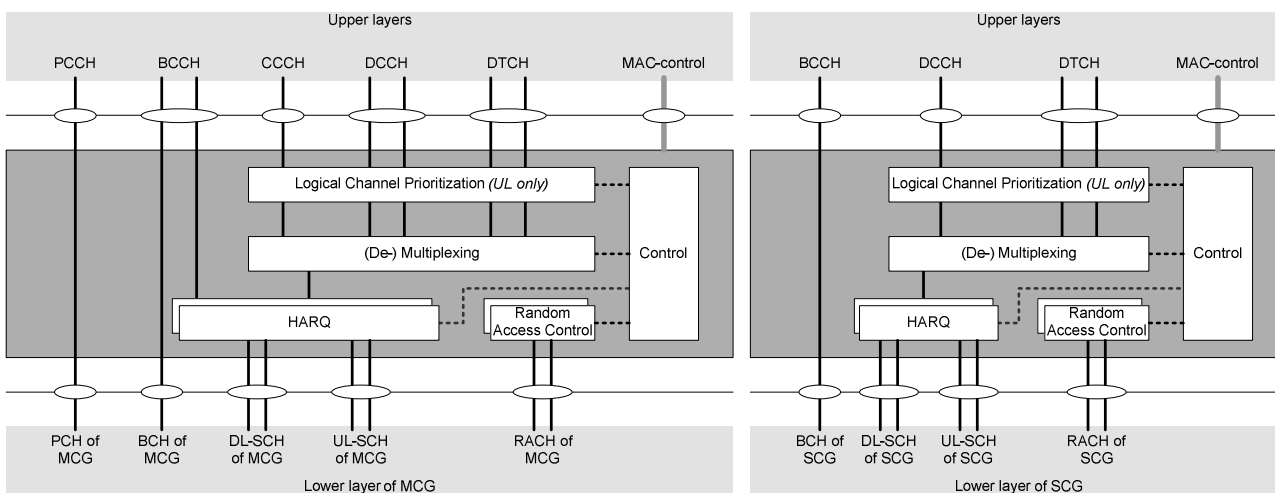 Upper layers
PCCH BCCH CCCH DCCH DTCH MAC-control
Logical Channel Prioritization (UL only)
(De-) Multiplexing
Control
HARQ
Random
Access Control
PCH of
MCG
BCH of
MCG
DL-SCH
of MCG
UL-SCH
of MCG
RACH of
MCG
Lower layer of MCG
Upper layers
BCCH DCCH DTCH MAC-control
Logical Channel Prioritization (UL only)
(De-) Multiplexing
Control
HARQ
Random
Access Control
BCH of
SCG
DL-SCH
of SCG
UL-SCH
of SCG
RACH of
SCG
Lower layer of SCG